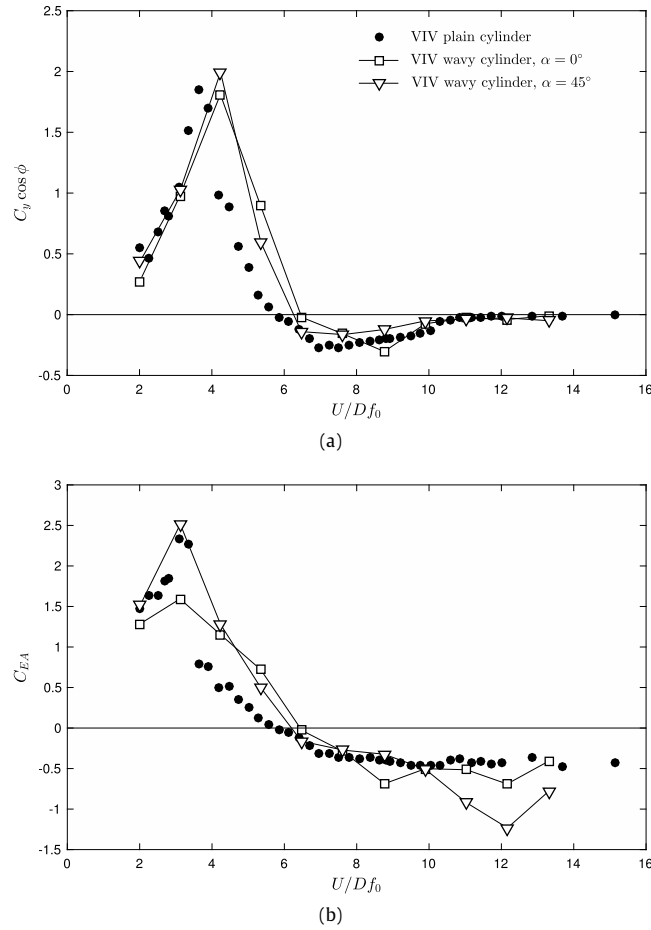 2.5
2
1.5
1
0.5
0
-0.5
C_y cos ϕ
VIV plain cylinder
VIV wavy cylinder, α = 0°
VIV wavy cylinder, α = 45°
0 2 4 6 8 10 12 14 16
U/Df_0
(a)
3
2.5
2
1.5
1
0.5
0
-0.5
-1
-1.5
C_{EA}
0 2 4 6 8 10 12 14 16
U/Df_0
(b)